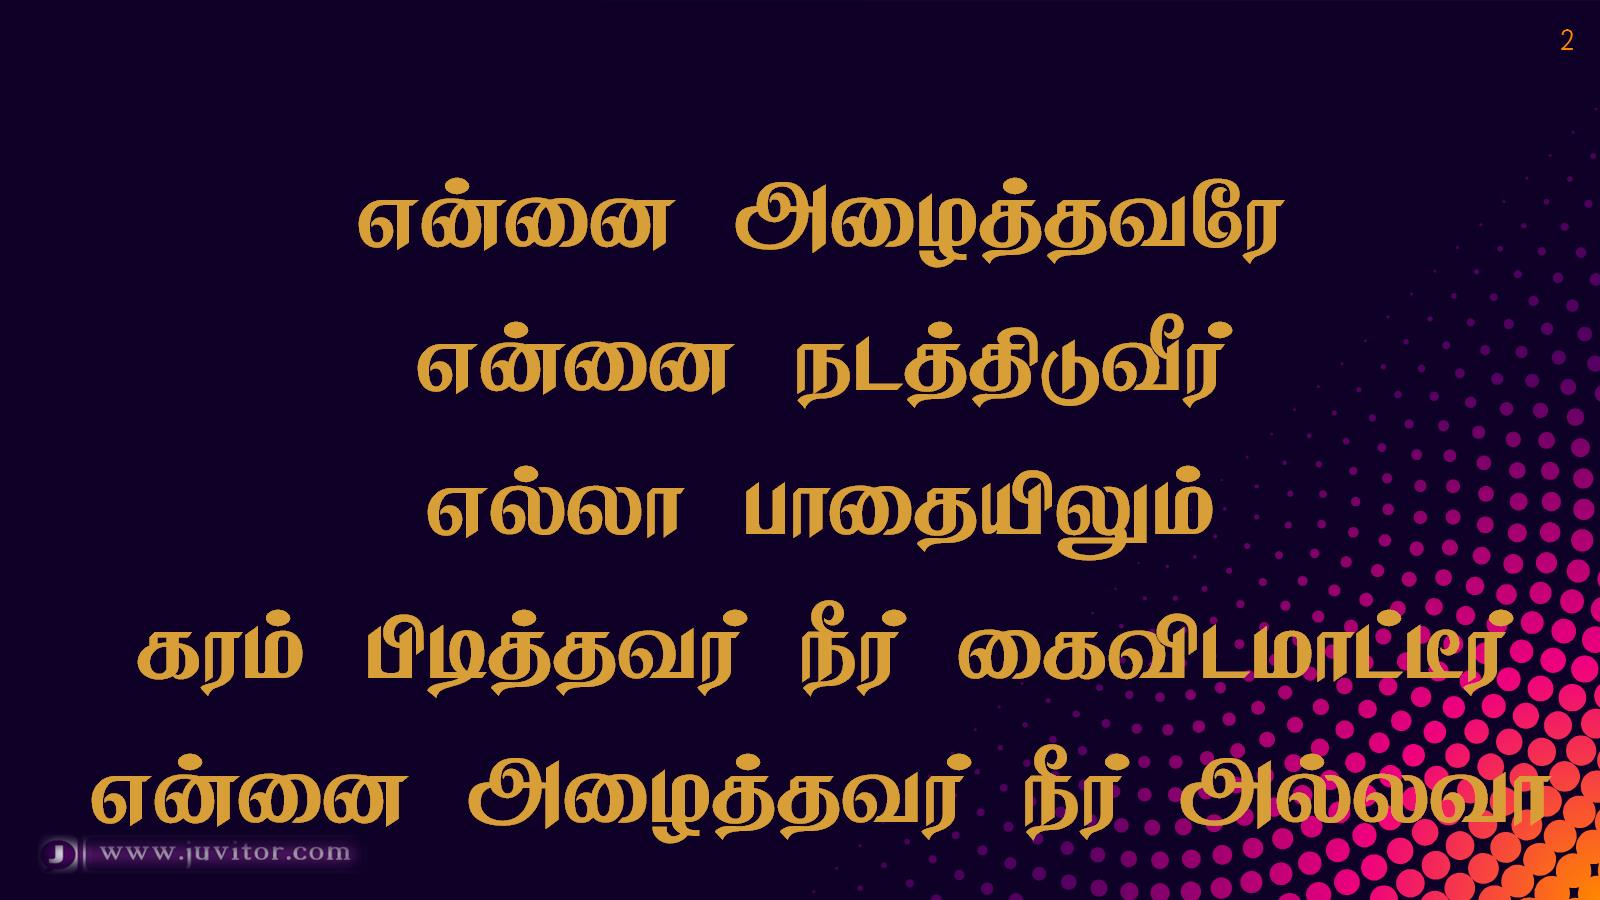 2
என்னை அழைத்தவரே
என்னை நடத்திடுவீர்
எல்லா பாதையிலும்
கரம் பிடித்தவர் நீர் கைவிடமாட்டீர்
என்னை அழைத்தவர் நீர் அல்லவா
J www.juvitor.com